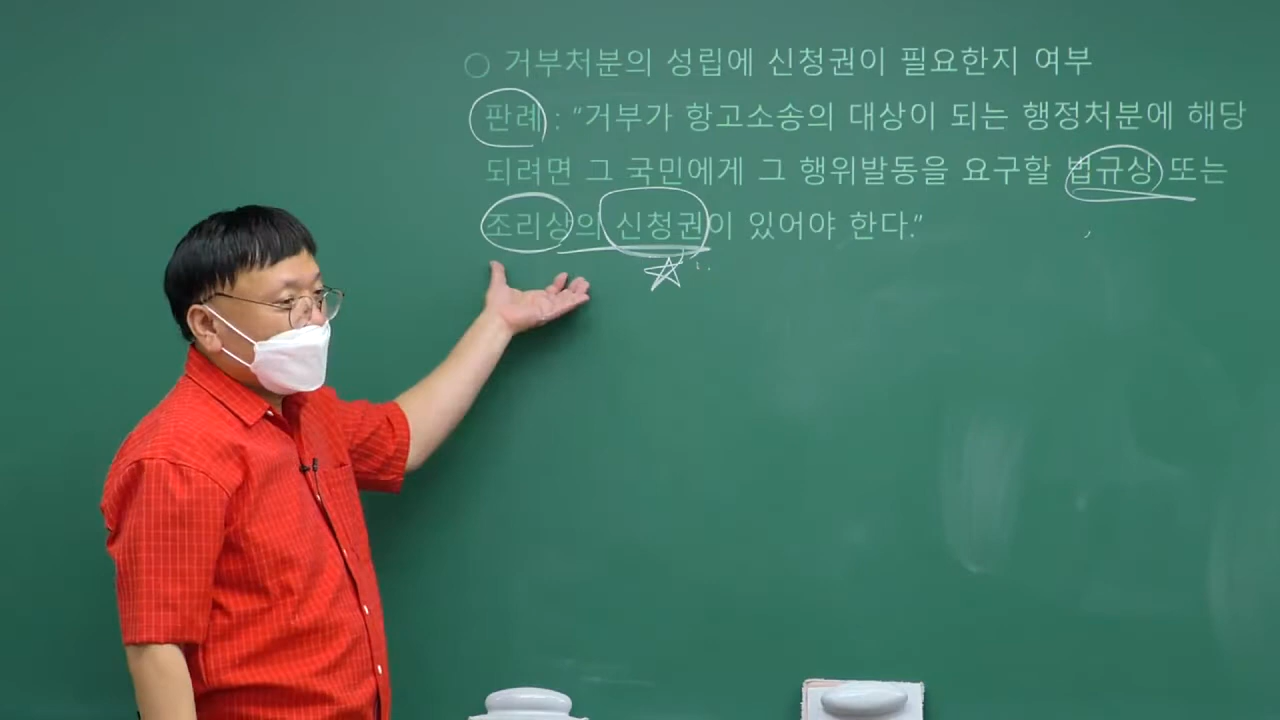 ○ 거부처분의 성립에 신청권이 필요한지 여부
판례 : "거부가 항고소송의 대상이 되는 행정처분에 해당
되려면 그 국민에게 그 행위발동을 요구할 법규상 또는
조리상의 신청권이 있어야 한다."